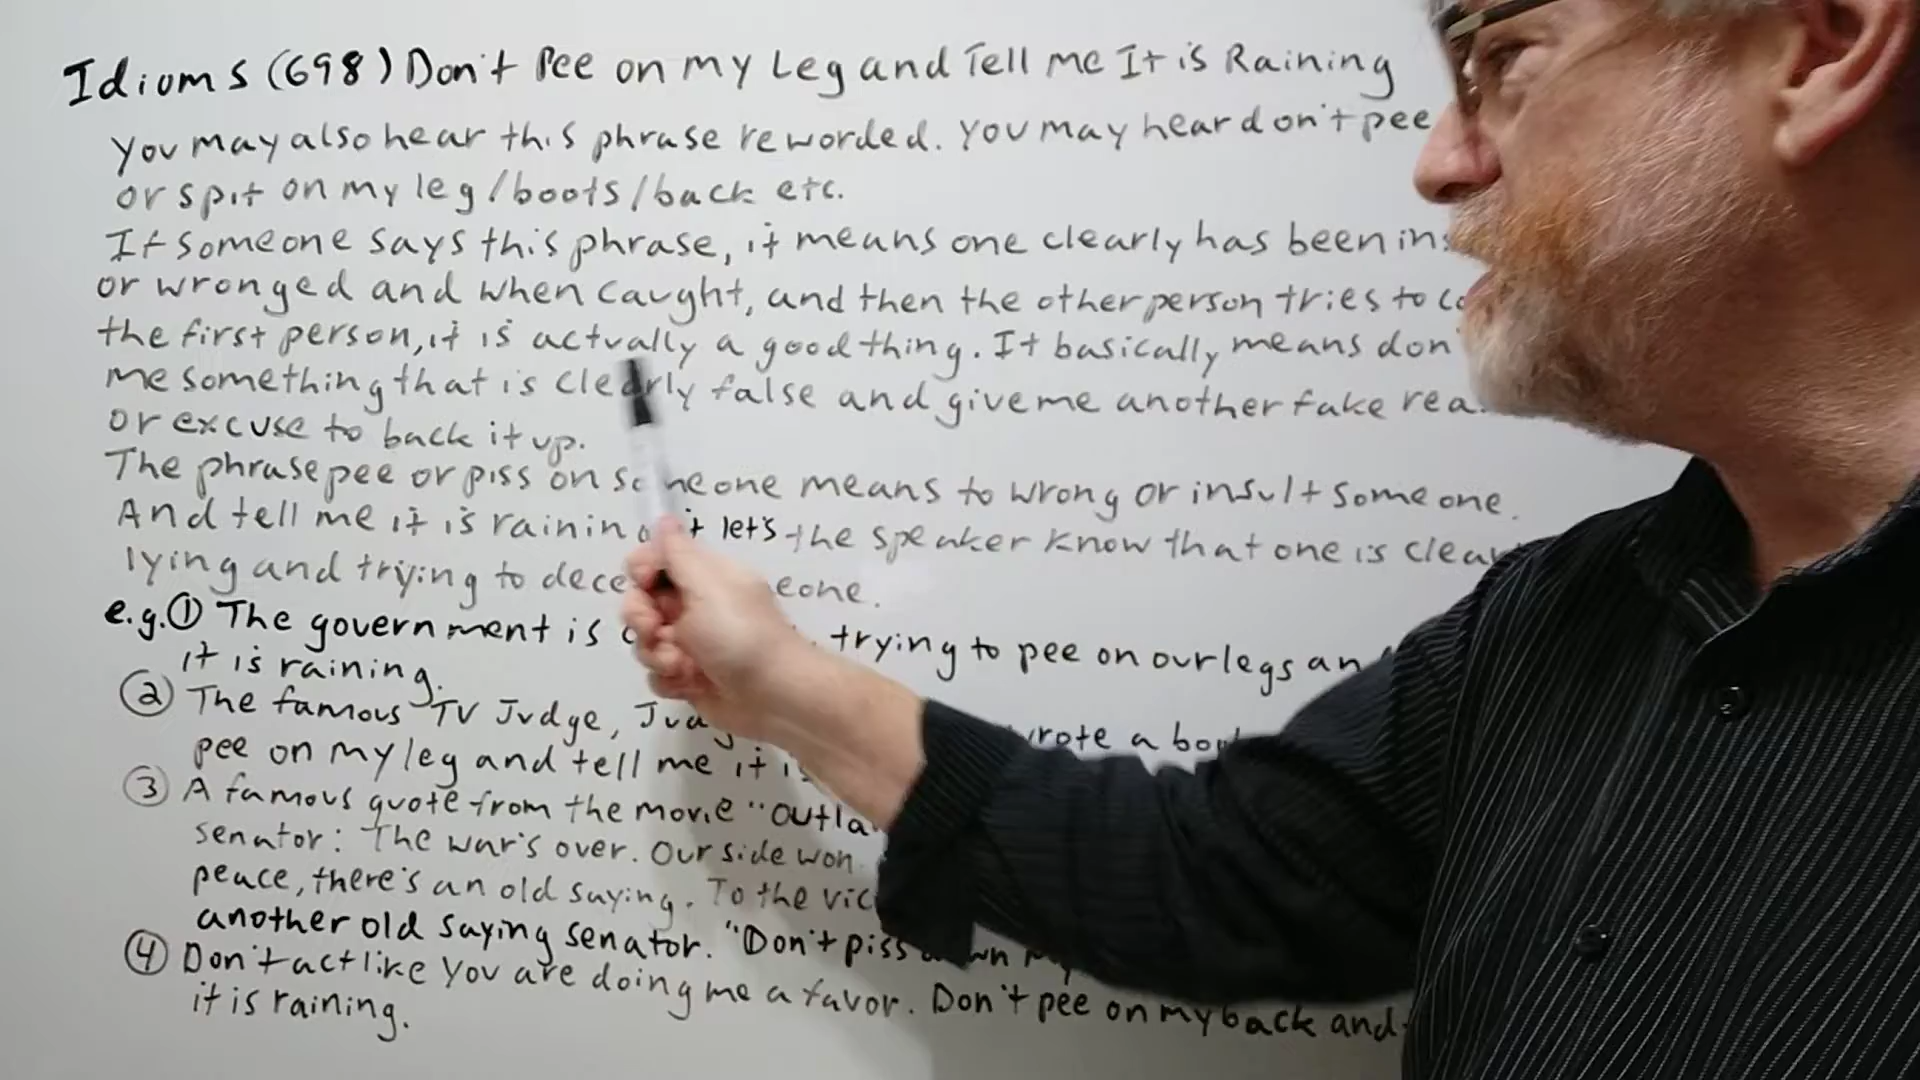 Idioms (698) Don't Pee on my Leg and Tell me It is Raining
You may also hear this phrase reworded. You may hear don't pee
or spit on my leg/boots/back etc.
If someone says this phrase, it means one clearly has been
or wronged and when caught, and then the other person tries to
the first person, it is actually a good thing. It basically means
me something that is clearly false and give me another fake
or excuse to back it up.
The phrase pee or piss on someone means to wrong or insult someone.
And tell me it is raining it let's the speaker know that one is
lying and trying to
e.g. ① The government is trying to pee on our legs
it is raining.
② The famous TV Judge, wrote a
pee on my leg and tell me it
③ A famous quote from the movie "
senator: The war's over. Our side won
peace, there's an old saying. To the
another old saying senator. "Don't piss
④ Don't act like you are doing me a favor. Don't pee on my back and
it is raining.